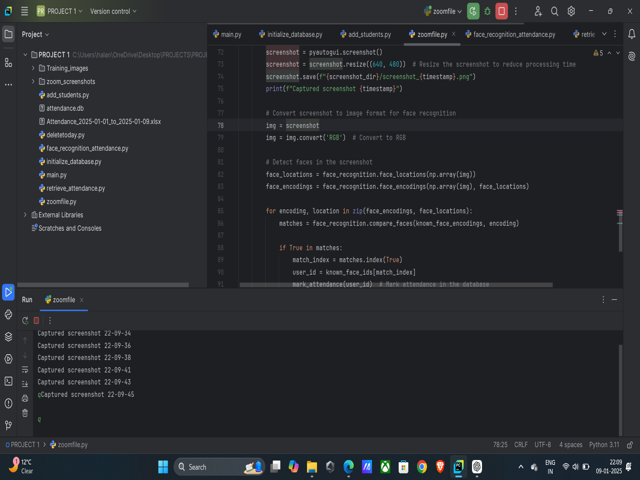 PR PROJECT 1 Version control zoomfile
Project
main.py initialize_database.py add_students.py zoomfile.py face_recognition_attendance.py retrie
PROJECT 1
Training_images
zoom_screenshots
add_students.py
attendance.db
Attendance_2025-01-01_to_2025-01-09.xlsx
deletetoday.py
face_recognition_attendance.py
initialize_database.py
main.py
retrieve_attendance.py
zoomfile.py
External Libraries
Scratches and Consoles
72 screenshot = pyautogui.screenshot()
73 screenshot = screenshot.resize((640, 480)) # Resize the screenshot to reduce processing time
74 screenshot.save(f"{screenshot_dir}/screenshot_{timestamp}.png")
75 print(f"Captured screenshot {timestamp}")
76
77 # Convert screenshot to image format for face recognition
78 img = screenshot
79 img = img.convert('RGB') # Convert to RGB
80
81 # Detect faces in the screenshot
82 face_locations = face_recognition.face_locations(np.array(img))
83 face_encodings = face_recognition.face_encodings(np.array(img), face_locations)
84
85 for encoding, location in zip(face_encodings, face_locations):
86 matches = face_recognition.compare_faces(known_face_encodings, encoding)
87
88 if True in matches:
89 match_index = matches.index(True)
90 user_id = known_face_ids[match_index]
91 mark_attendance(user_id) # Mark attendance in the database
5
Run zoomfile
Captured screenshot 22-09-34
Captured screenshot 22-09-36
Captured screenshot 22-09-38
Captured screenshot 22-09-41
Captured screenshot 22-09-43
qCaptured screenshot 22-09-45
q
PROJECT 1 zoomfile.py
78:25 CRLF UTF-8 4 spaces Python 3.11
12°C
Clear
Search
ENG
IN
22:09
09-01-2025